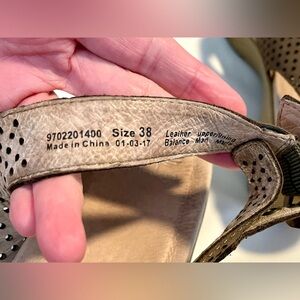 9702201400 Size 38
Made in China 01-03-17
Leather upper/lining
Balance Man. Made